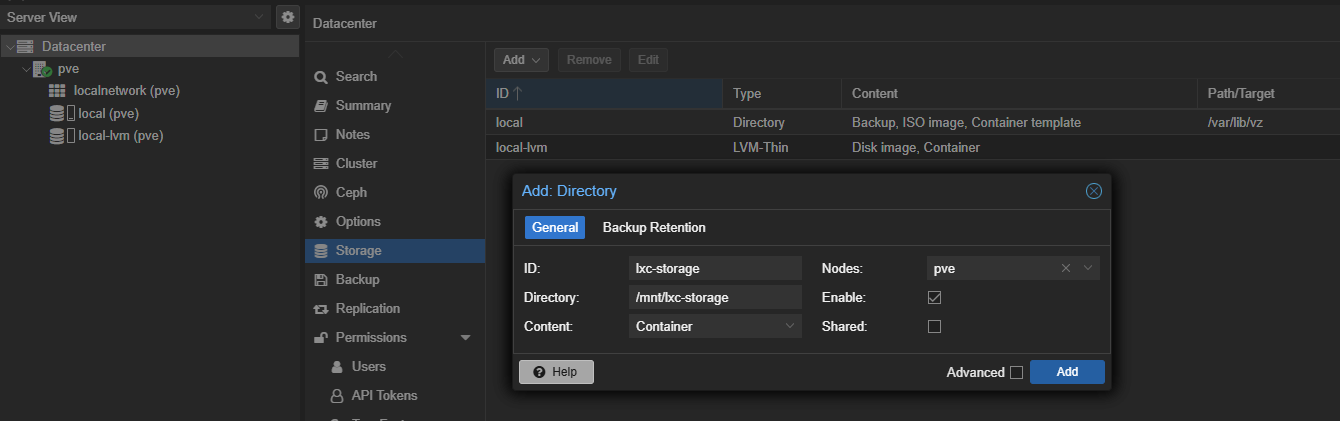 Server View
Datacenter
pve
localnetwork (pve)
local (pve)
local-lvm (pve)
Datacenter
Search
Summary
Notes
Cluster
Ceph
Options
Storage
Backup
Replication
Permissions
Users
API Tokens
Add Remove Edit
ID Type Content Path/Target
local Directory Backup, ISO image, Container template /var/lib/vz
local-lvm LVM-Thin Disk image, Container
Add: Directory
General Backup Retention
ID: lxc-storage Nodes: pve
Directory: /mnt/lxc-storage Enable:
Content: Container Shared:
Help Advanced Add